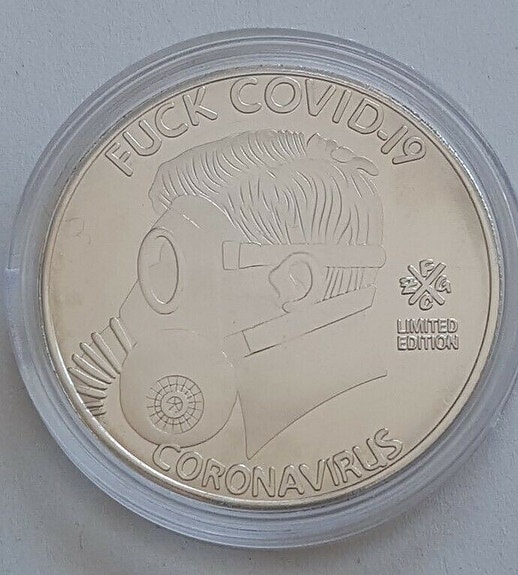 FUCK COVID-19
LIMITED
EDITION
CORONAVIRUS